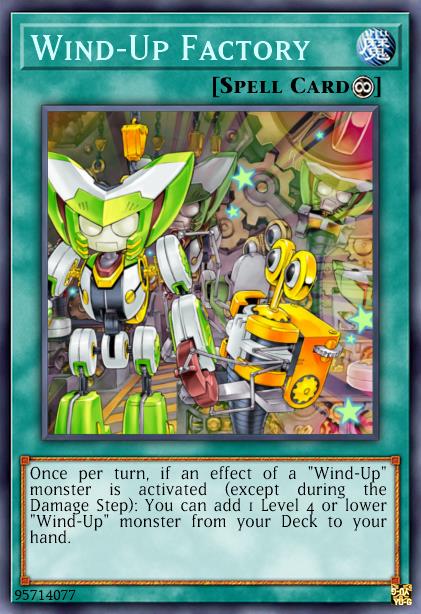 Wind-Up Factory
魔
[Spell Card]
Once per turn, if an effect of a "Wind-Up"
monster is activated (except during the
Damage Step): You can add 1 Level 4 or lower
"Wind-Up" monster from your Deck to your
hand.
95714077